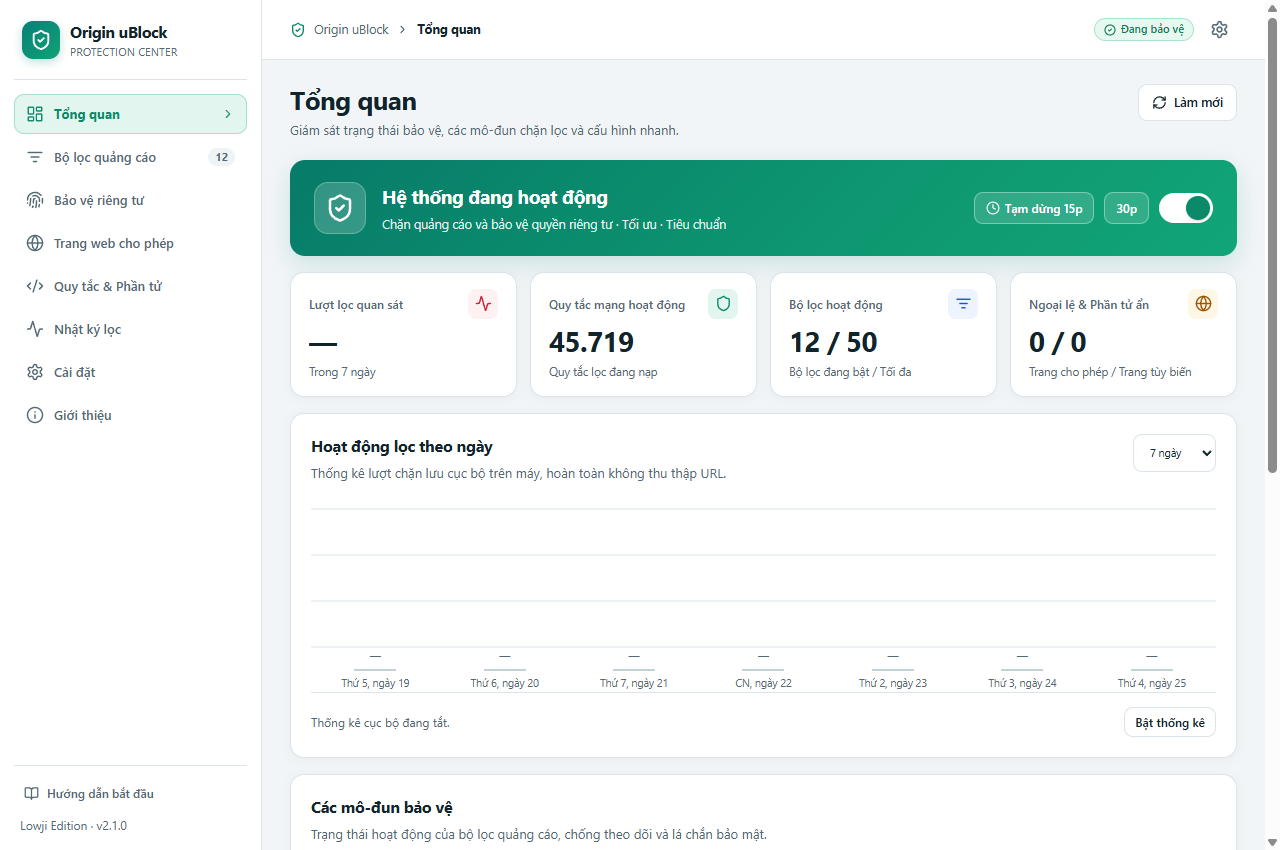 Origin uBlock
PROTECTION CENTER
Tổng quan
Bộ lọc quảng cáo 12
Bảo vệ riêng tư
Trang web cho phép
Quy tắc & Phần tử
Nhật ký lọc
Cài đặt
Giới thiệu
Hướng dẫn bắt đầu
Lowji Edition · v2.1.0
Origin uBlock > Tổng quan
Đang bảo vệ
Tổng quan
Giám sát trạng thái bảo vệ, các mô-đun chặn lọc và cấu hình nhanh.
Làm mới
Hệ thống đang hoạt động
Chặn quảng cáo và bảo vệ quyền riêng tư · Tối ưu · Tiêu chuẩn
Tạm dừng 15p
30p
Lượt lọc quan sát
—
Trong 7 ngày
Quy tắc mạng hoạt động
45.719
Quy tắc lọc đang nạp
Bộ lọc hoạt động
12 / 50
Bộ lọc đang bật / Tối đa
Ngoại lệ & Phần tử ẩn
0 / 0
Trang cho phép / Trang tùy biến
Hoạt động lọc theo ngày
Thống kê lượt chặn lưu cục bộ trên máy, hoàn toàn không thu thập URL.
7 ngày
— — — — — — —
Thứ 5, ngày 19 Thứ 6, ngày 20 Thứ 7, ngày 21 CN, ngày 22 Thứ 2, ngày 23 Thứ 3, ngày 24 Thứ 4, ngày 25
Thống kê cục bộ đang tắt.
Bật thống kê
Các mô-đun bảo vệ
Trạng thái hoạt động của bộ lọc quảng cáo, chống theo dõi và lá chắn bảo mật.